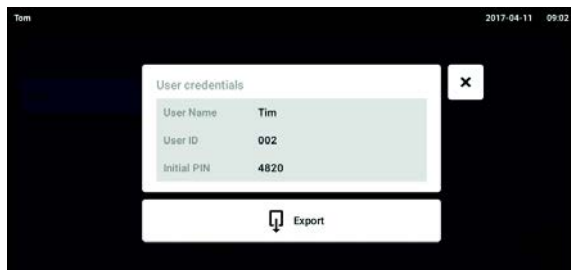 Tom 2017-04-11 09:02
User credentials
User Name Tim
User ID 002
Initial PIN 4820
Export